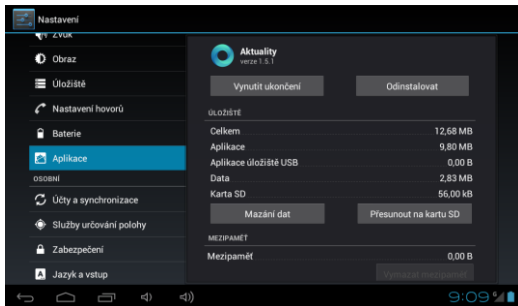 Nastavení
Zvuk
Obraz
Úložiště
Nastavení hovorů
Baterie
Aplikace
OSOBNÍ
Účty a synchronizace
Služby určování polohy
Zabezpečení
A Jazyk a vstup
Aktuality
verze 1.5.1
Vynutit ukončení Odinstalovat
ÚLOŽIŠTĚ
Celkem 12,68 MB
Aplikace 9,80 MB
Aplikace úložiště USB 0,00 B
Data 2,83 MB
Karta SD 56,00 kB
Mazání dat Přesunout na kartu SD
MEZIPAMĚŤ
Mezipaměť 0,00 B
Vymazat mezipaměť
9:09